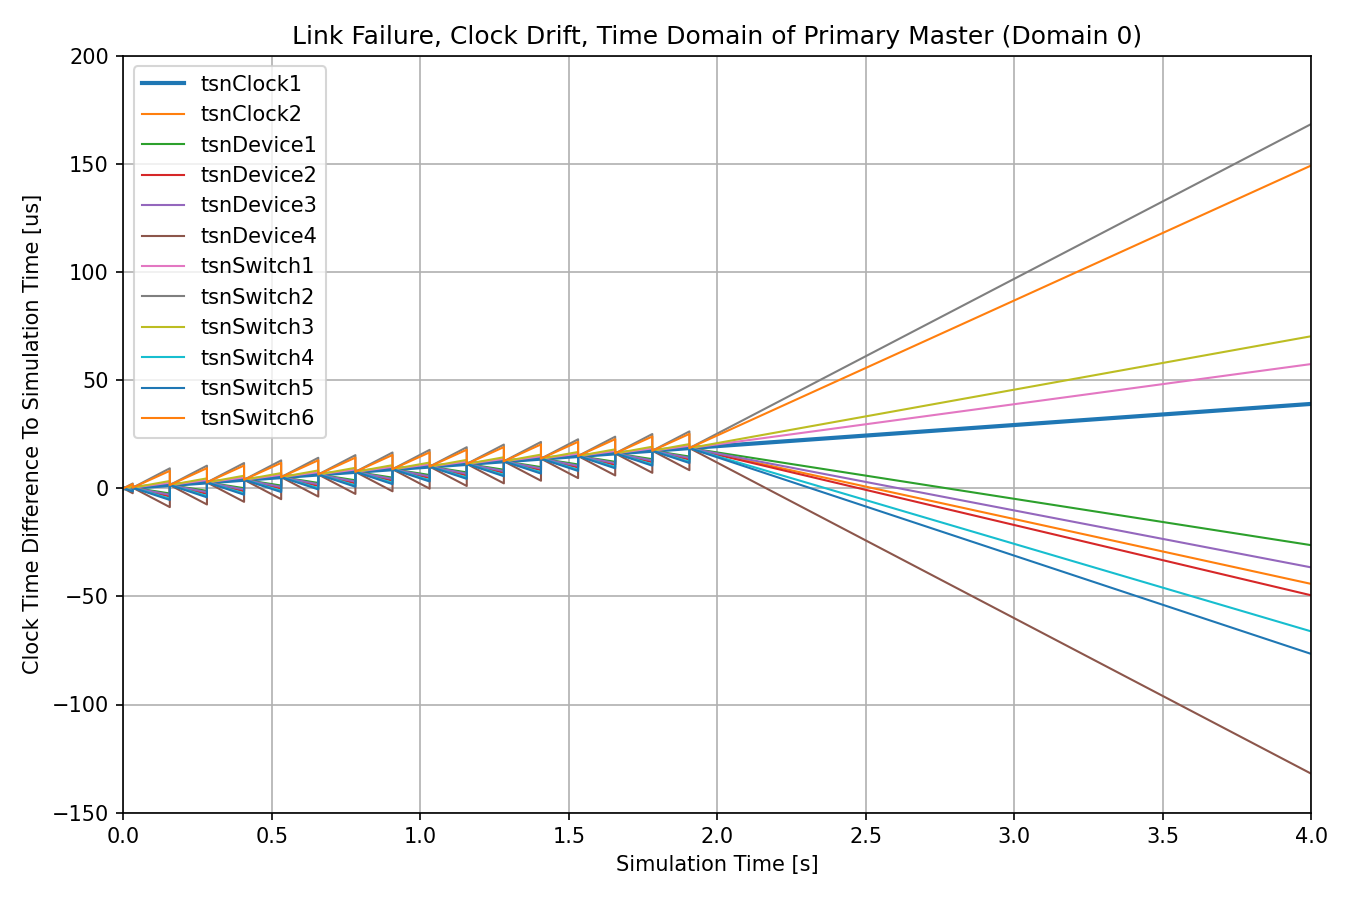 Link Failure, Clock Drift, Time Domain of Primary Master (Domain 0)
200
150
100
50
0
−50
−100
−150
Clock Time Difference To Simulation Time [us]
tsnClock1
tsnClock2
tsnDevice1
tsnDevice2
tsnDevice3
tsnDevice4
tsnSwitch1
tsnSwitch2
tsnSwitch3
tsnSwitch4
tsnSwitch5
tsnSwitch6
0.0 0.5 1.0 1.5 2.0 2.5 3.0 3.5 4.0
Simulation Time [s]